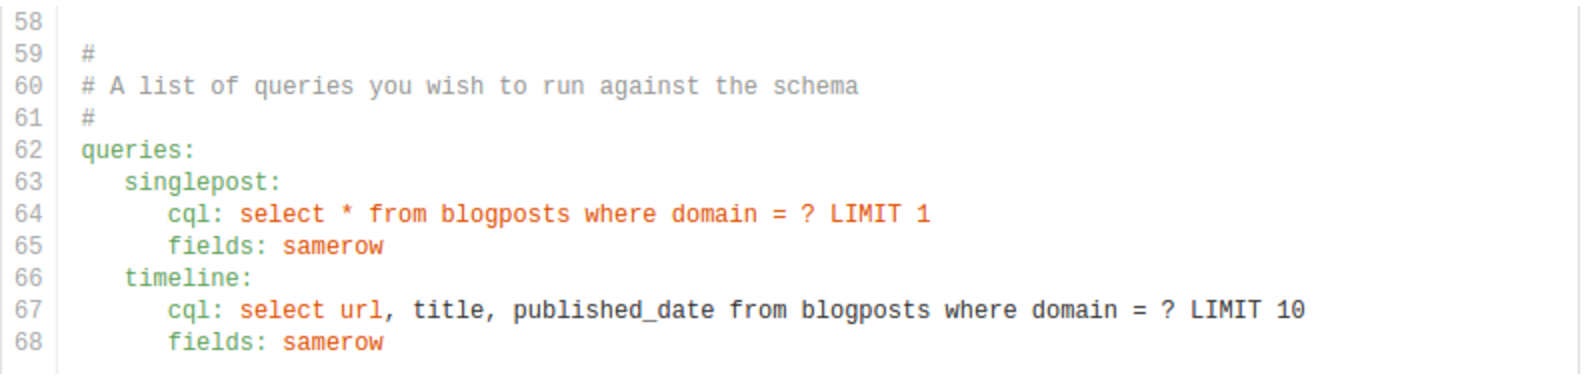 58
59 #
60 # A list of queries you wish to run against the schema
61 #
62 queries:
63    singlepost:
64       cql: select * from blogposts where domain = ? LIMIT 1
65       fields: samerow
66    timeline:
67       cql: select url, title, published_date from blogposts where domain = ? LIMIT 10
68       fields: samerow